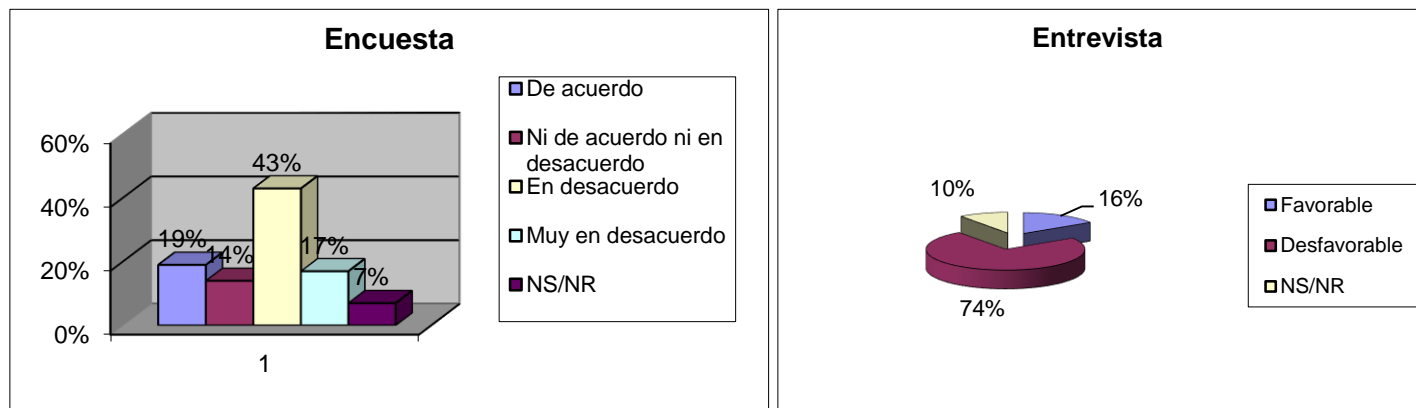 Encuesta
60%
40%
20%
0%
19%
14%
43%
17%
7%
1
De acuerdo
Ni de acuerdo ni en
desacuerdo
En desacuerdo
Muy en desacuerdo
NS/NR
Entrevista
10%
16%
74%
Favorable
Desfavorable
NS/NR